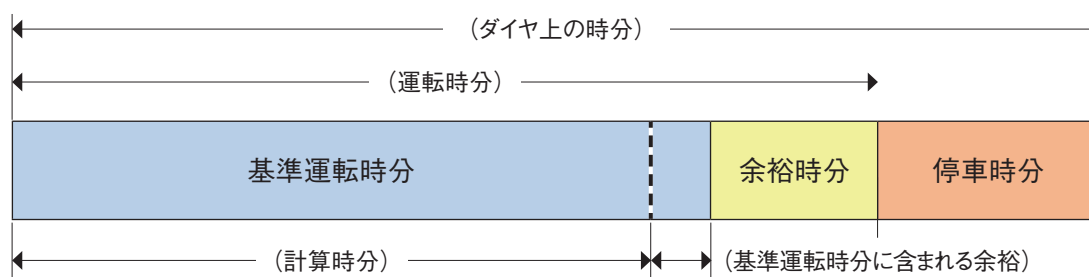 （ダイヤ上の時分）
（運転時分）
基準運転時分
余裕時分
停車時分
（計算時分）
（基準運転時分に含まれる余裕）